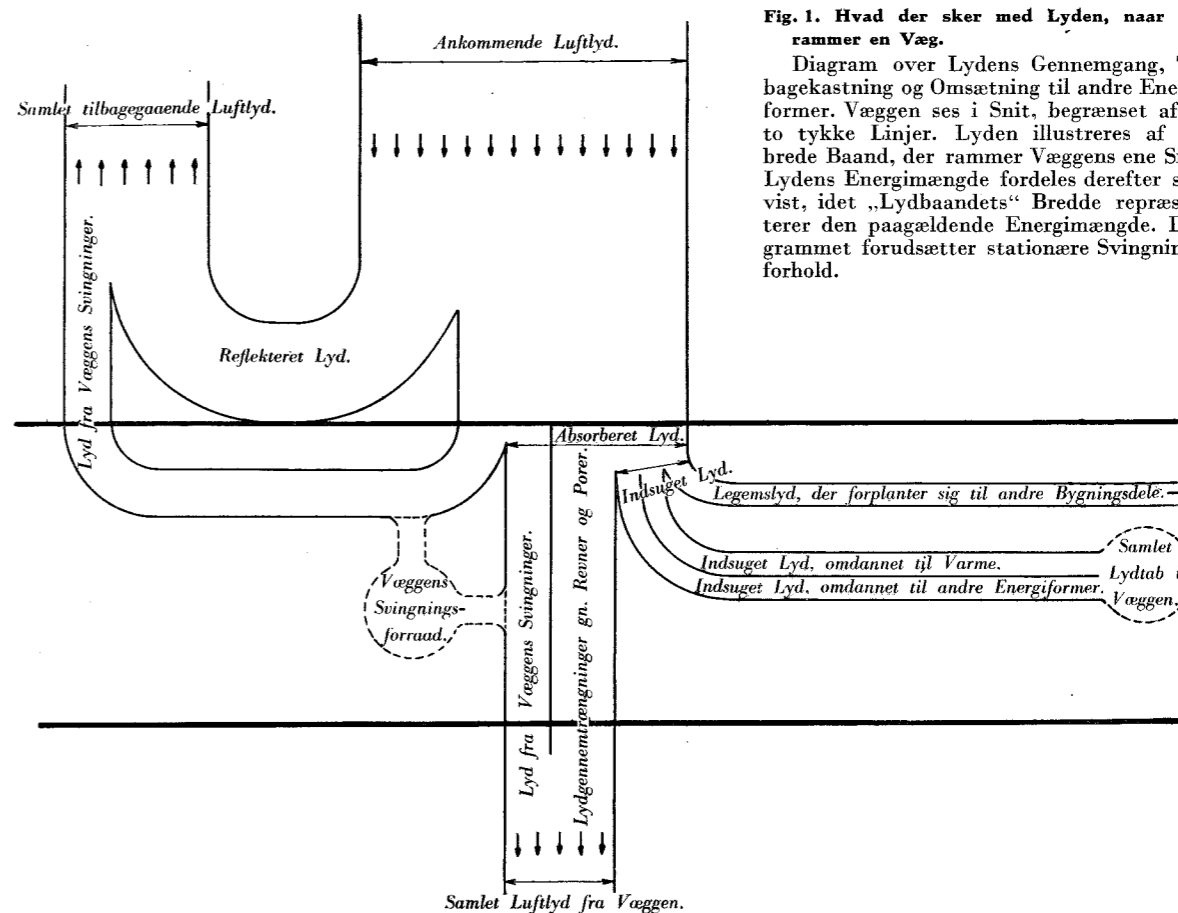 Fig. 1. Hvad der sker med Lyden, naar
rammer en Væg.
Diagram over Lydens Gennemgang,
bagekastning og Omsætning til andre Ene
former. Væggen ses i Snit, begrænset af
to tykke Linjer. Lyden illustreres af
brede Baand, der rammer Væggens ene S
Lydens Energimængde fordeles derefter s
vist, idet „Lydbaandets“ Bredde repræs
terer den paagældende Energimængde. D
grammet forudsætter stationære Svingni
forhold.
Ankommende Luftlyd.
Samlet tilbagegaaende Luftlyd.
Lyd fra Væggens Svingninger.
Reflekteret Lyd.
Absorberet Lyd.
Indsuget Lyd.
Legemslyd, der forplanter sig til andre Bygningsdele.
Indsuget Lyd, omdannet til Varme.
Indsuget Lyd, omdannet til andre Energiformer.
Samlet
Lydtab i
Væggen.
Væggens
Svingnings-
forraad.
Lyd fra Væggens Svingninger.
Lydgennemtrængninger gn. Revner og Porer.
Samlet Luftlyd fra Væggen.